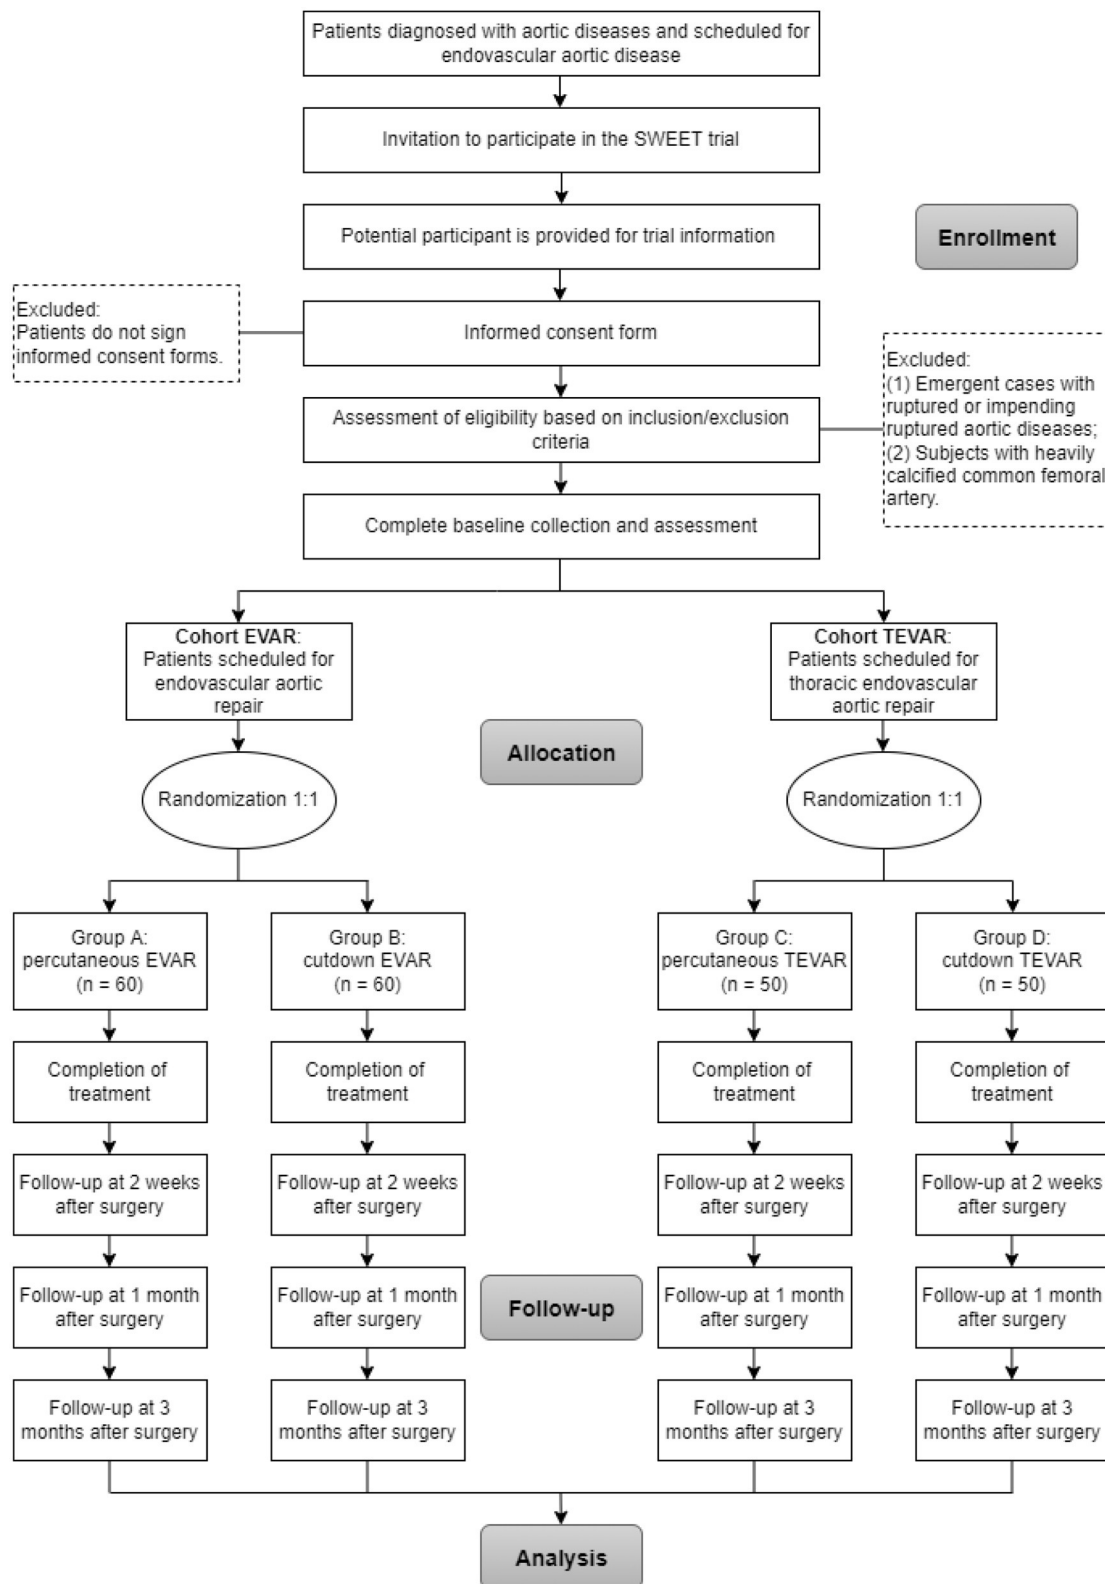 Patients diagnosed with aortic diseases and scheduled for
endovascular aortic disease
Invitation to participate in the SWEET trial
Potential participant is provided for trial information
Enrollment
Excluded:
Patients do not sign
informed consent forms.
Informed consent form
Excluded:
(1) Emergent cases with
ruptured or impending
ruptured aortic diseases;
(2) Subjects with heavily
calcified common femoral
artery.
Assessment of eligibility based on inclusion/exclusion
criteria
Complete baseline collection and assessment
Cohort EVAR:
Patients scheduled for
endovascular aortic
repair
Cohort TEVAR:
Patients scheduled for
thoracic endovascular
aortic repair
Allocation
Randomization 1:1
Randomization 1:1
Group A:
percutaneous EVAR
(n = 60)
Group B:
cutdown EVAR
(n = 60)
Group C:
percutaneous TEVAR
(n = 50)
Group D:
cutdown TEVAR
(n = 50)
Completion of
treatment
Completion of
treatment
Completion of
treatment
Completion of
treatment
Follow-up at 2 weeks
after surgery
Follow-up at 2 weeks
after surgery
Follow-up at 2 weeks
after surgery
Follow-up at 2 weeks
after surgery
Follow-up at 1 month
after surgery
Follow-up at 1 month
after surgery
Follow-up
Follow-up at 1 month
after surgery
Follow-up at 1 month
after surgery
Follow-up at 3
months after surgery
Follow-up at 3
months after surgery
Follow-up at 3
months after surgery
Follow-up at 3
months after surgery
Analysis